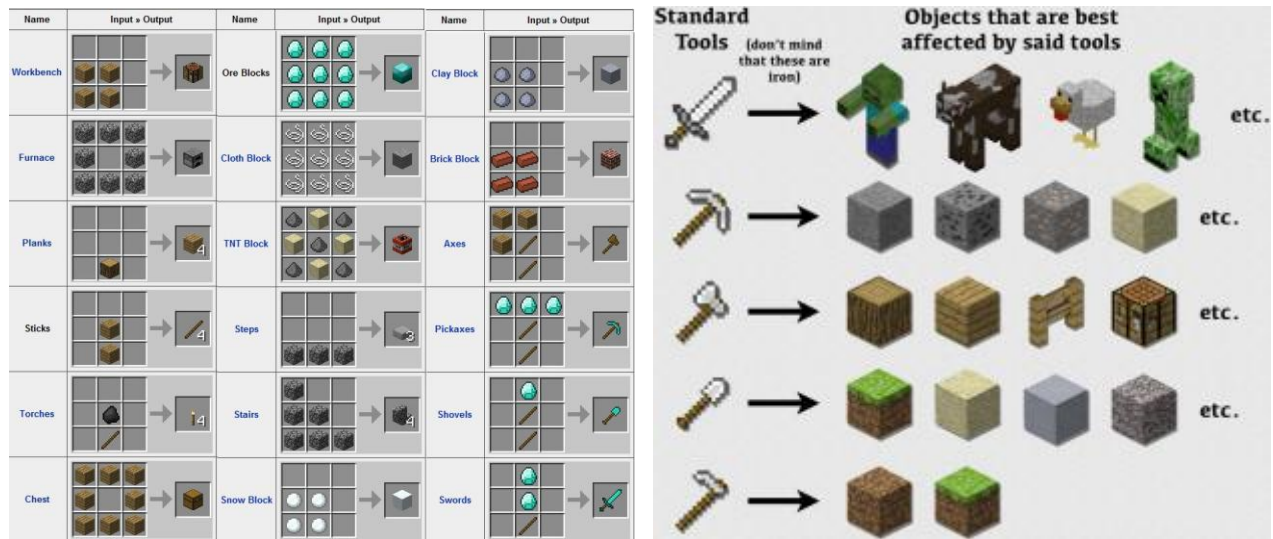 Name Input » Output Name Input » Output Name Input » Output
Workbench Ore Blocks Clay Block
Furnace Cloth Block Brick Block
Planks 4 TNT Block Axes
Sticks 4 Steps 3 Pickaxes
Torches 4 Stairs 4 Shovels
Chest Snow Block Swords
Standard
Tools
(don't mind
that these are
iron)
Objects that are best
affected by said tools
etc.
etc.
etc.
etc.